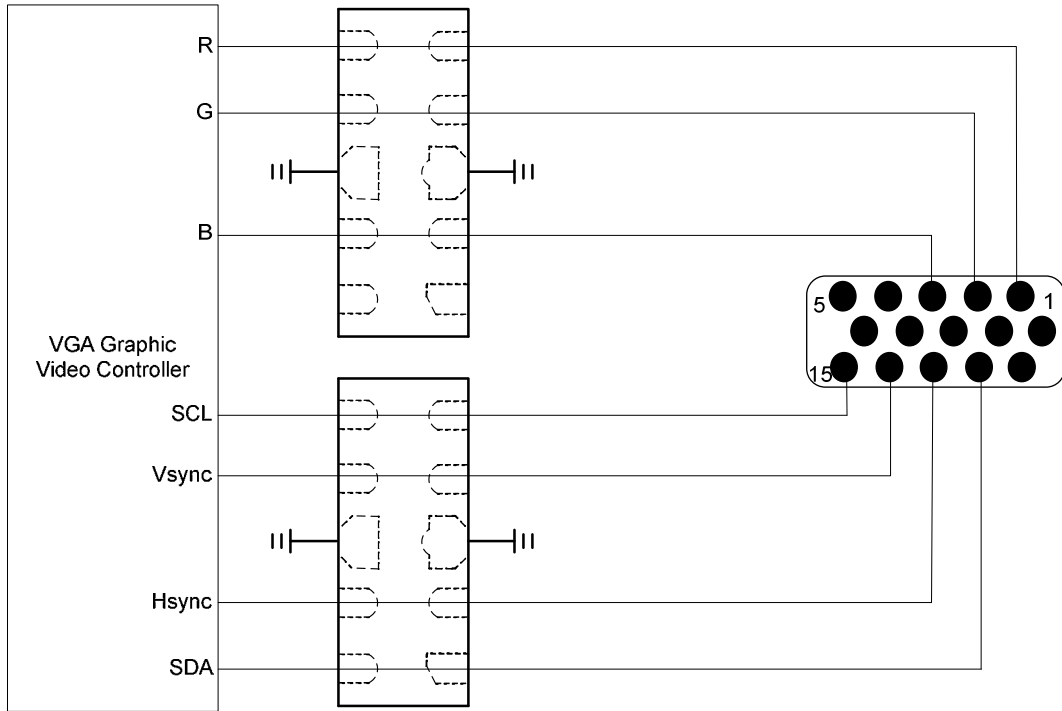 R
G
B
5
1
VGA Graphic
Video Controller
15
SCL
Vsync
Hsync
SDA